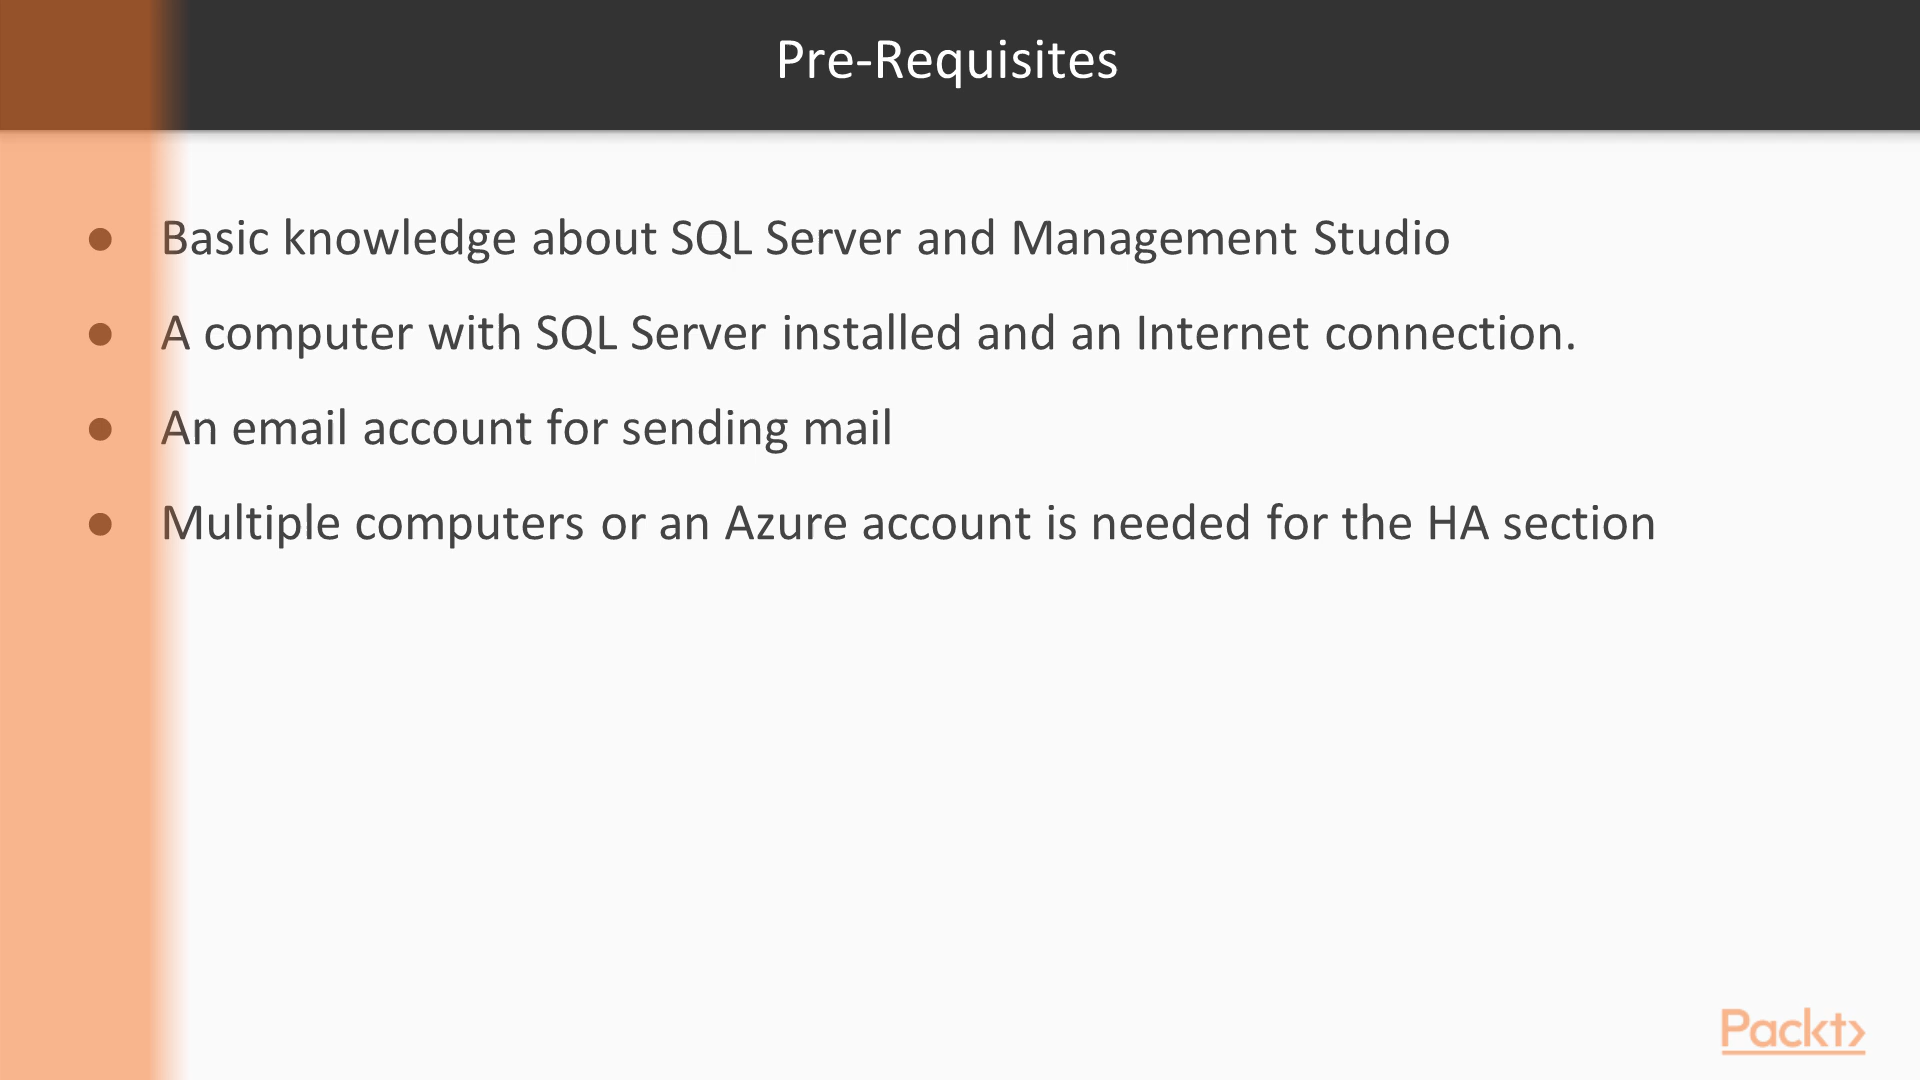 Pre-Requisites
● Basic knowledge about SQL Server and Management Studio
● A computer with SQL Server installed and an Internet connection.
● An email account for sending mail
● Multiple computers or an Azure account is needed for the HA section
Packt>